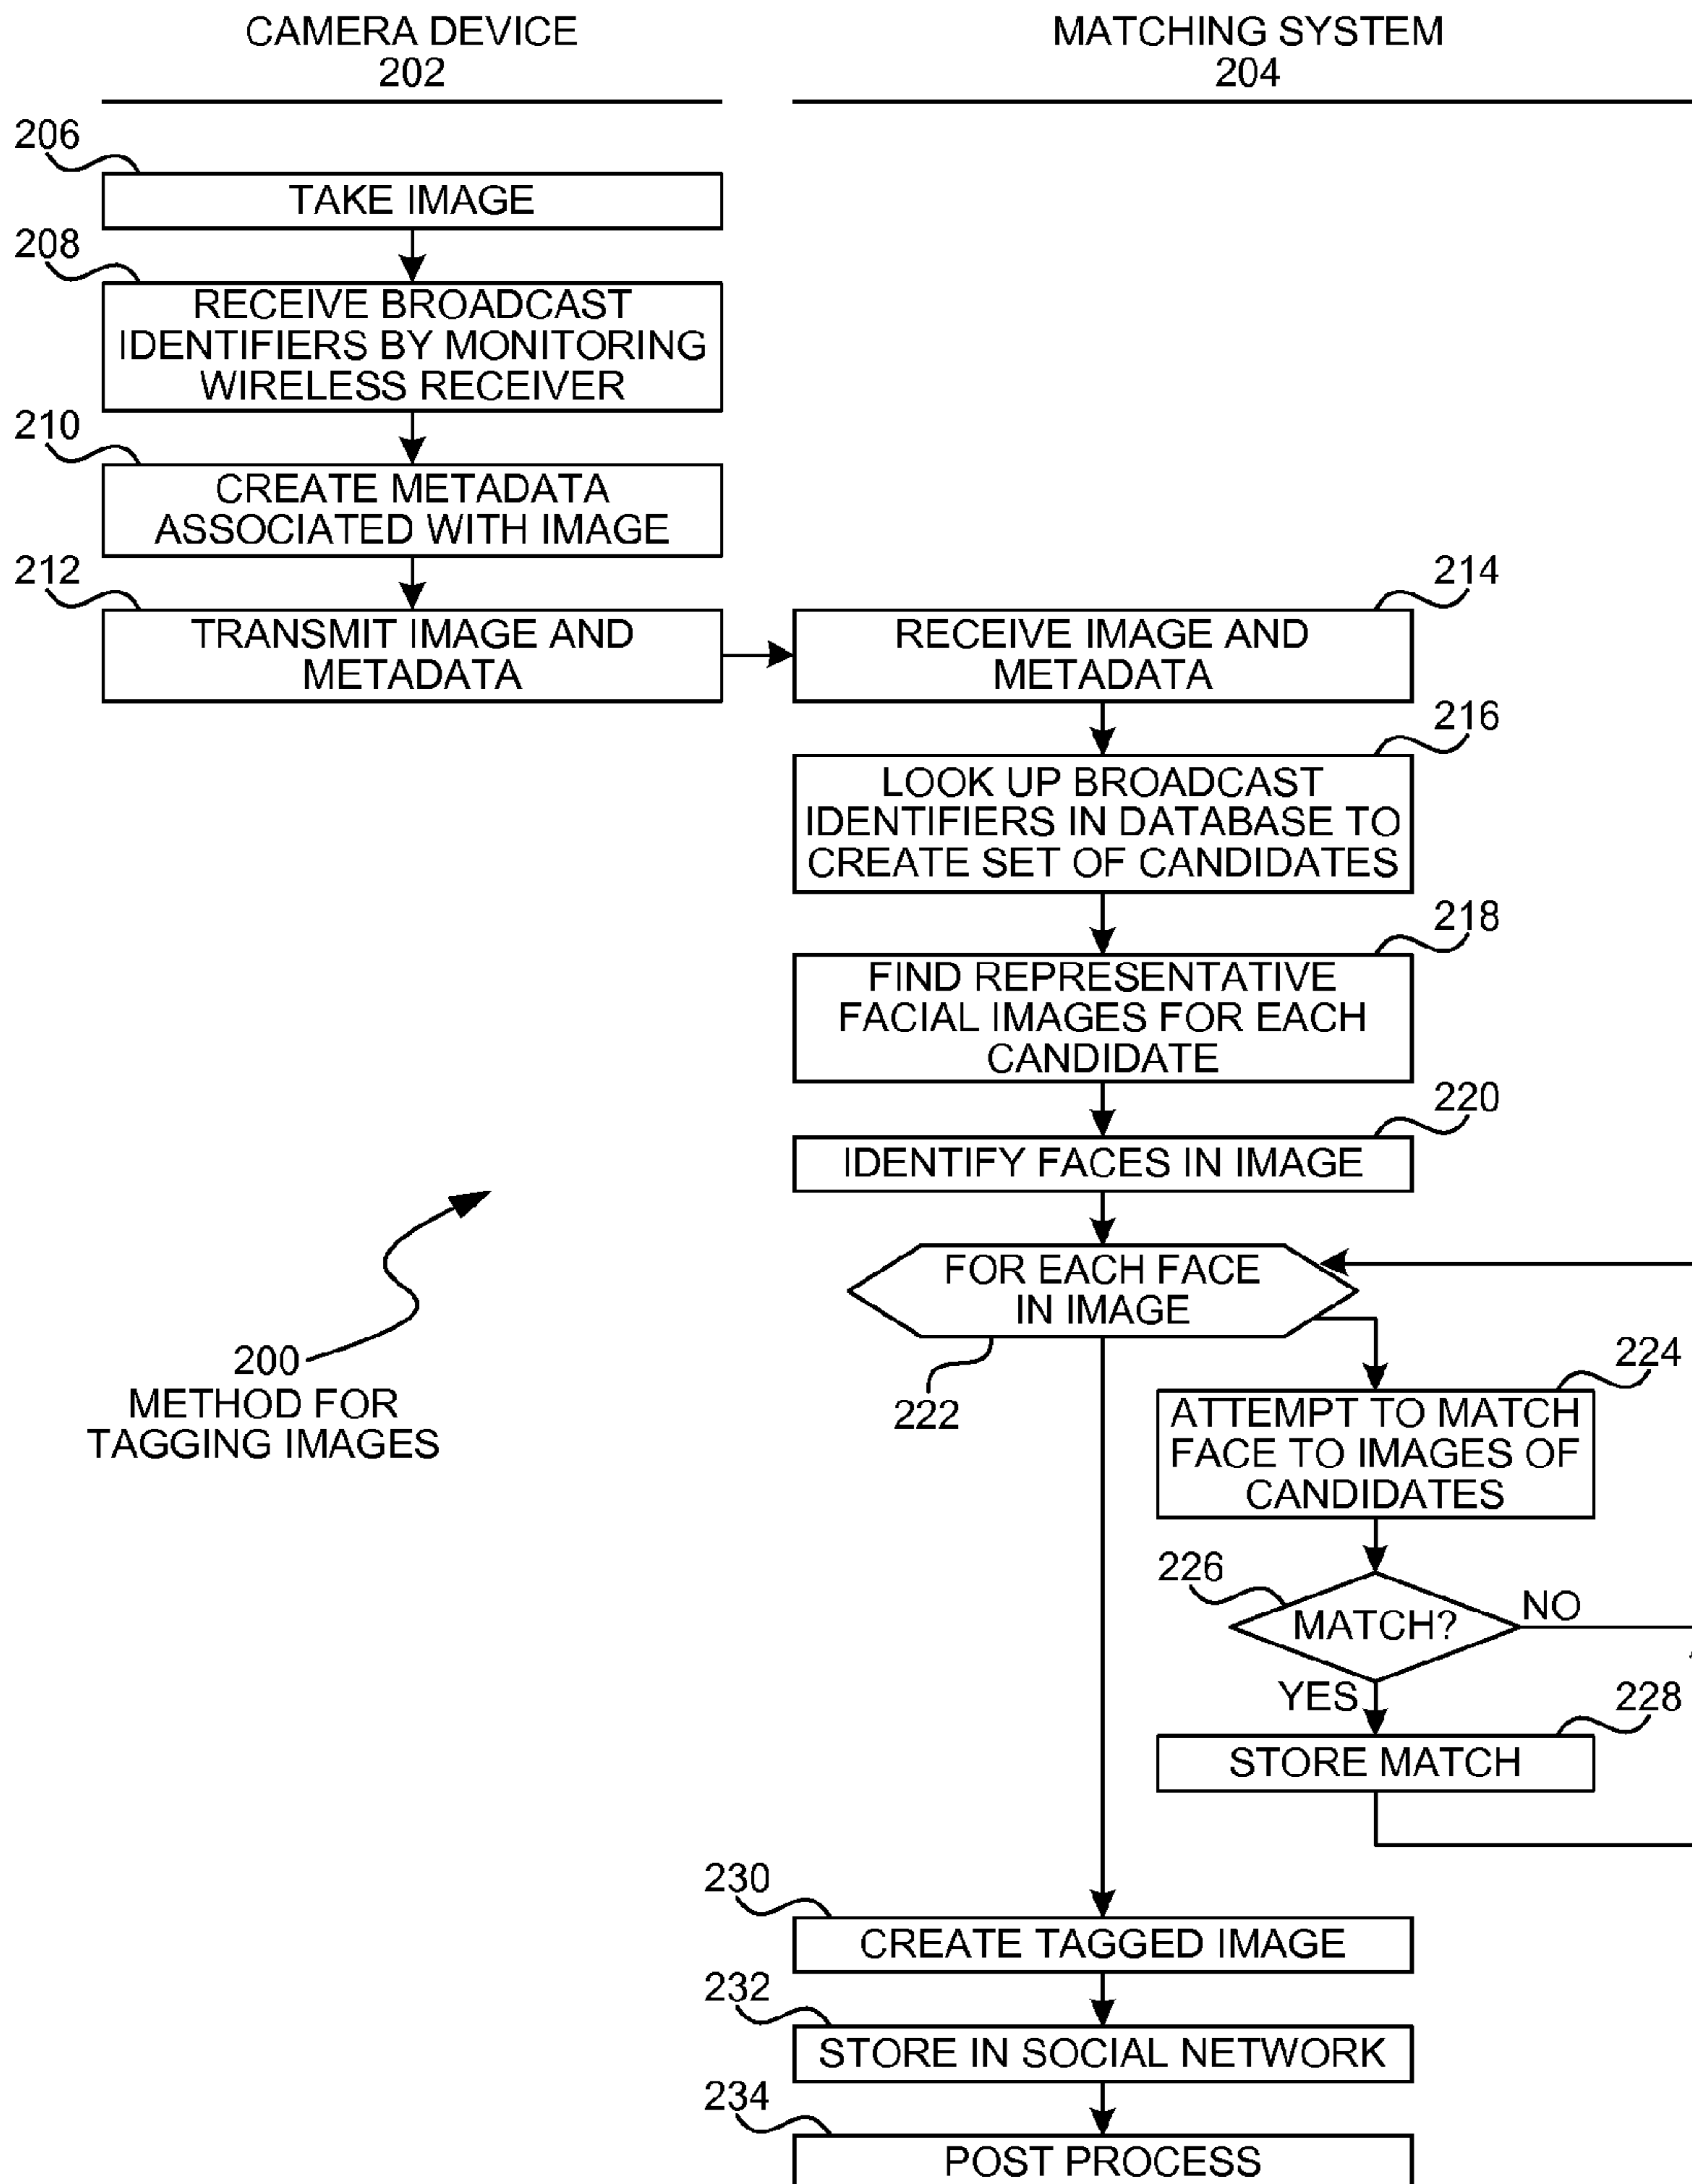 CAMERA DEVICE
202
MATCHING SYSTEM
204
206
TAKE IMAGE
208
RECEIVE BROADCAST
IDENTIFIERS BY MONITORING
WIRELESS RECEIVER
210
CREATE METADATA
ASSOCIATED WITH IMAGE
212
TRANSMIT IMAGE AND
METADATA
214
RECEIVE IMAGE AND
METADATA
216
LOOK UP BROADCAST
IDENTIFIERS IN DATABASE TO
CREATE SET OF CANDIDATES
218
FIND REPRESENTATIVE
FACIAL IMAGES FOR EACH
CANDIDATE
220
IDENTIFY FACES IN IMAGE
FOR EACH FACE
IN IMAGE
222
200
METHOD FOR
TAGGING IMAGES
224
ATTEMPT TO MATCH
FACE TO IMAGES OF
CANDIDATES
226
MATCH?
NO
YES
228
STORE MATCH
230
CREATE TAGGED IMAGE
232
STORE IN SOCIAL NETWORK
234
POST PROCESS